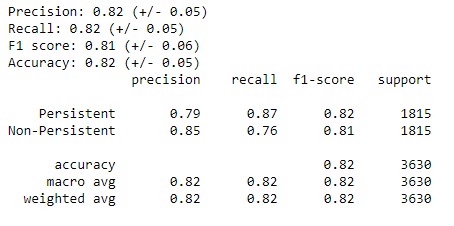 Precision: 0.82 (+/- 0.05)
Recall: 0.82 (+/- 0.05)
F1 score: 0.81 (+/- 0.06)
Accuracy: 0.82 (+/- 0.05)
precision recall f1-score support
Persistent 0.79 0.87 0.82 1815
Non-Persistent 0.85 0.76 0.81 1815
accuracy 0.82 3630
macro avg 0.82 0.82 0.82 3630
weighted avg 0.82 0.82 0.82 3630